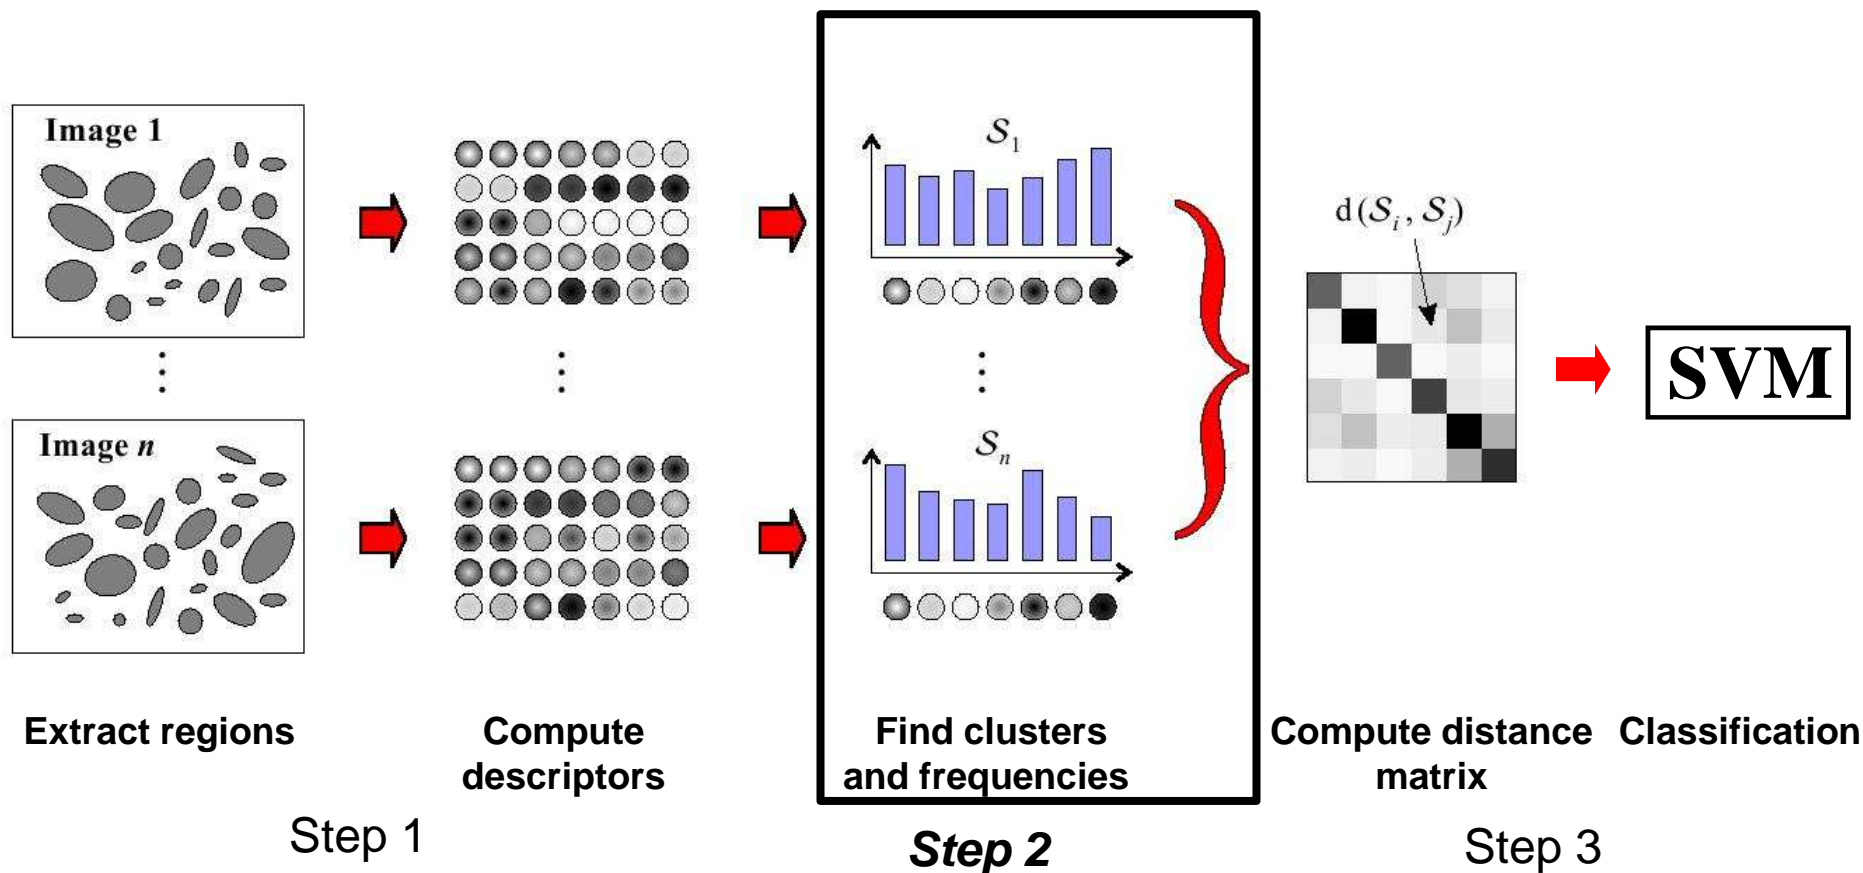 Image 1
S1
d(Si, Sj)
SVM
Image n
Sn
Extract regions
Compute
descriptors
Find clusters
and frequencies
Compute distance
matrix
Classification
Step 1
Step 2
Step 3